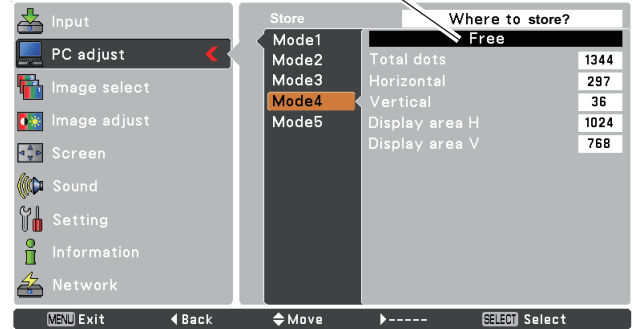 Input
PC adjust
Image select
Image adjust
Screen
Sound
Setting
Information
Network
Store
Mode1
Mode2
Mode3
Mode4
Mode5
Where to store?
Free
Total dots 1344
Horizontal 297
Vertical 36
Display area H 1024
Display area V 768
MENU Exit Back Move ----- SELECT Select